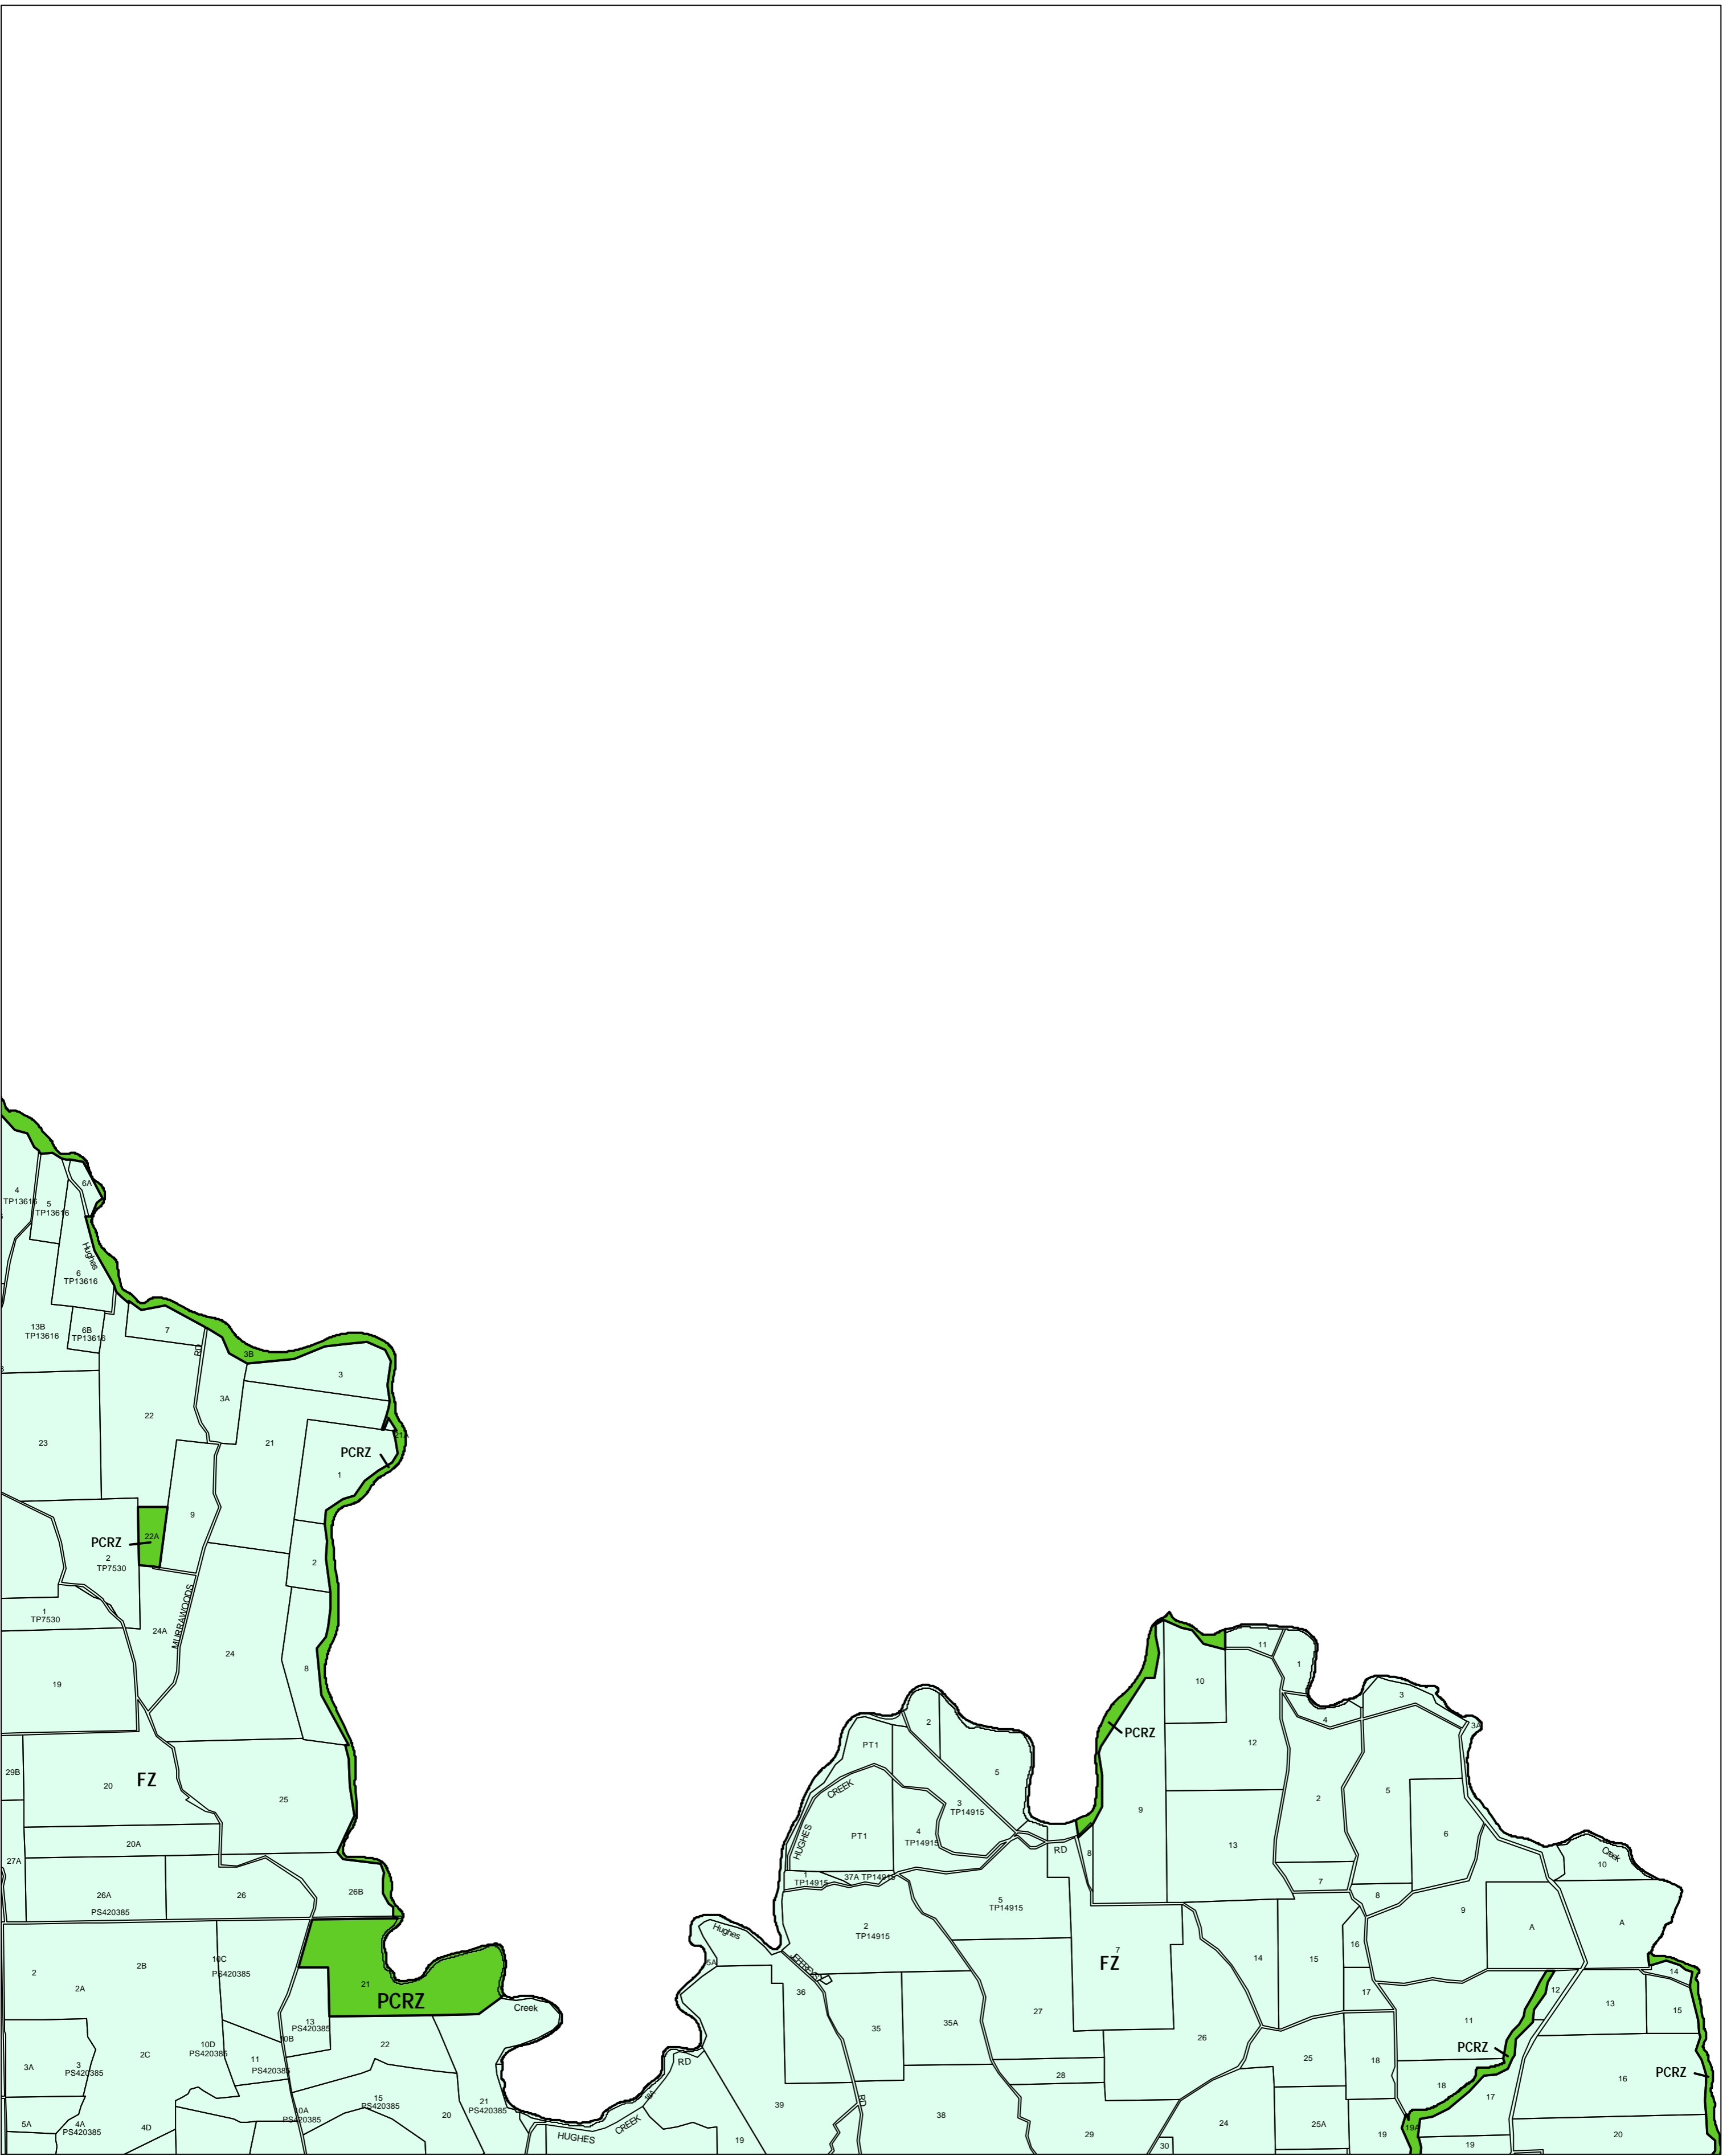 6A
4
TP13616
5
TP13616
Hughes
6
TP13616
13B
TP13616
6B
TP13616
7
RD
3B
3
3A
22
23
21
21A
PCRZ
1
9
22A
PCRZ
2
TP7530
2
1
TP7530
24A
MURRAWOODS
24
8
19
29B
20
FZ
25
20A
27A
26A
PS420385
26
26B
2
2A
2B
10C
PS420385
21
PCRZ
Creek
13
PS420385
10B
22
2C
10D
PS420385
11
PS420385
3A
3
PS420385
15
PS420385
21
PS420385
10A
PS420385
20
5A
4A
PS420385
4D
HUGHES
CREEK
18A
RD
19
39
Hughes
5A
36
JEFFREYS
RD
35
35A
38
2
PT1
CREEK
5
3
TP14915
HUGHES
PT1
4
TP14915
1
TP14915
37A TP14915
2
TP14915
5
TP14915
RD
8
27
28
29
30
PCRZ
9
10
11
1
12
3
4
3A
2
5
13
6
7
8
9
Creek
10
A
A
7
FZ
14
15
16
17
26
25
18
24
25A
19
11
12
13
14
15
PCRZ
18
17
16
PCRZ
19A
19
20